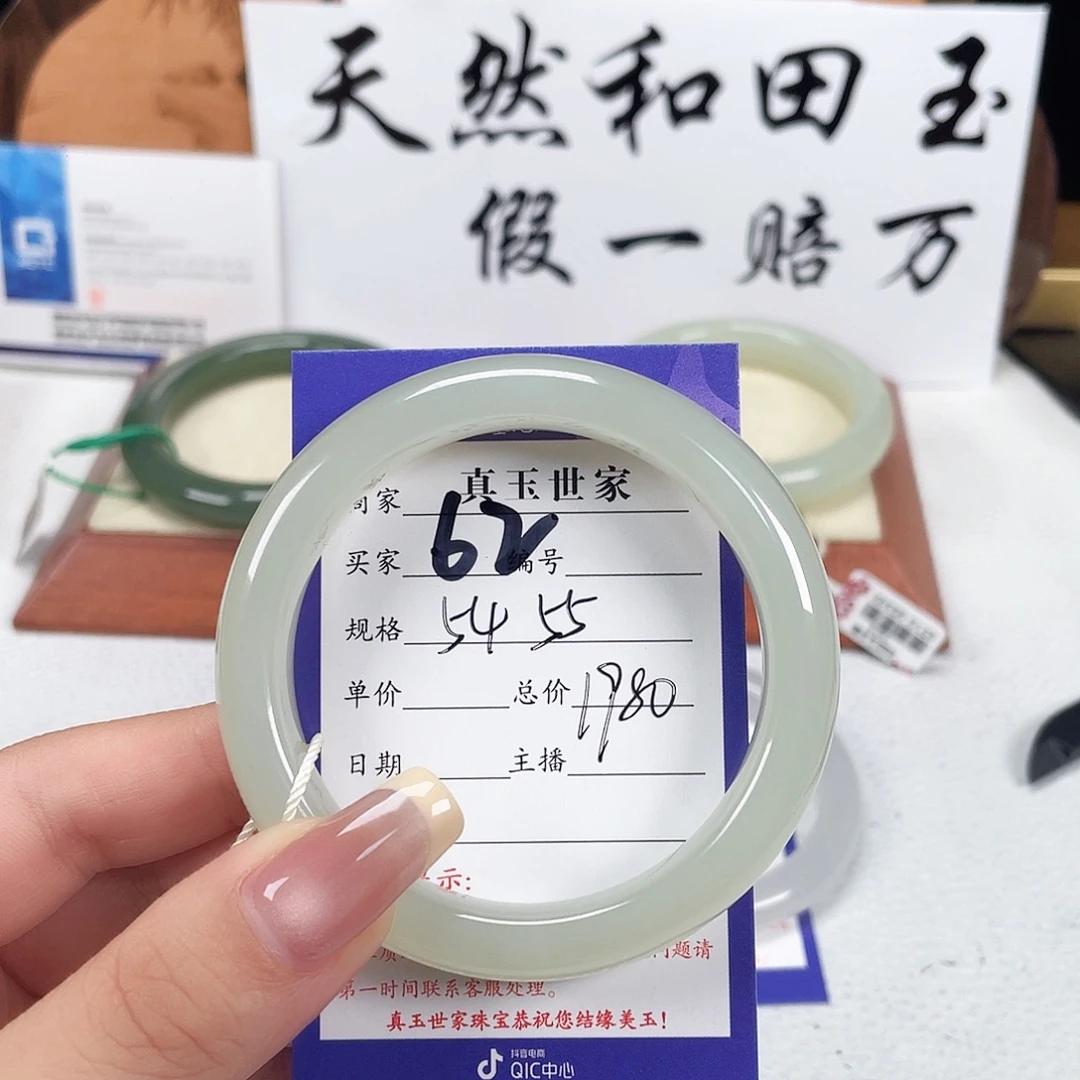 天然和田玉
假一赔万
商家 真玉世家
买家 62 编号
规格 54 55
单价 总价 1980
日期 主播
示:
问题请
第一时间联系客服处理。
真玉世家珠宝恭祝您结缘美玉!
抖音电商
QIC中心